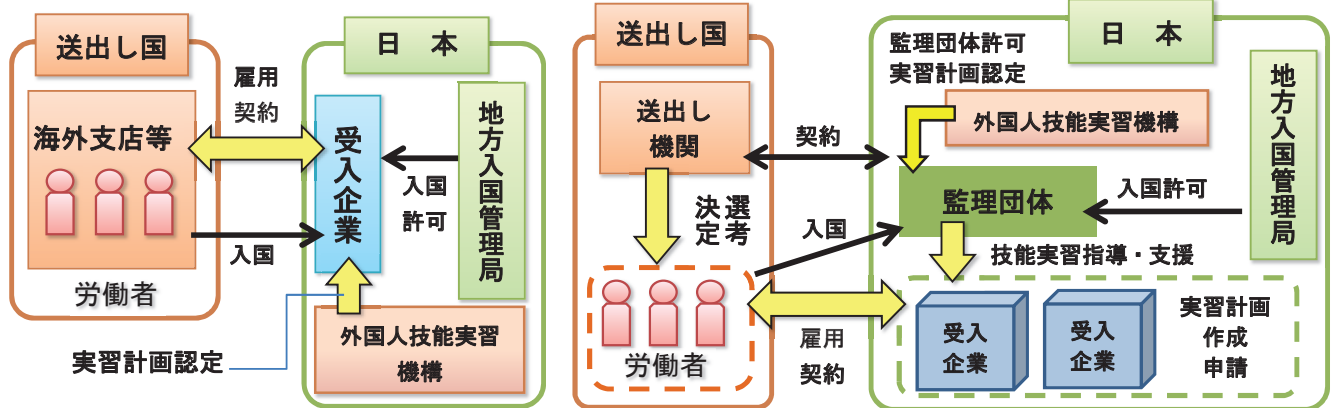 送出し国
海外支店等
労働者
雇用
契約
入国
日　本
受入企業
地方入国管理局
入国
許可
外国人技能実習
機構
実習計画認定
送出し国
送出し
機関
選考
決定
労働者
契約
入国
雇用
契約
日　本
監理団体許可
実習計画認定
外国人技能実習機構
監理団体
入国許可
地方入国管理局
技能実習指導・支援
受入
企業
受入
企業
実習計画
作成
申請